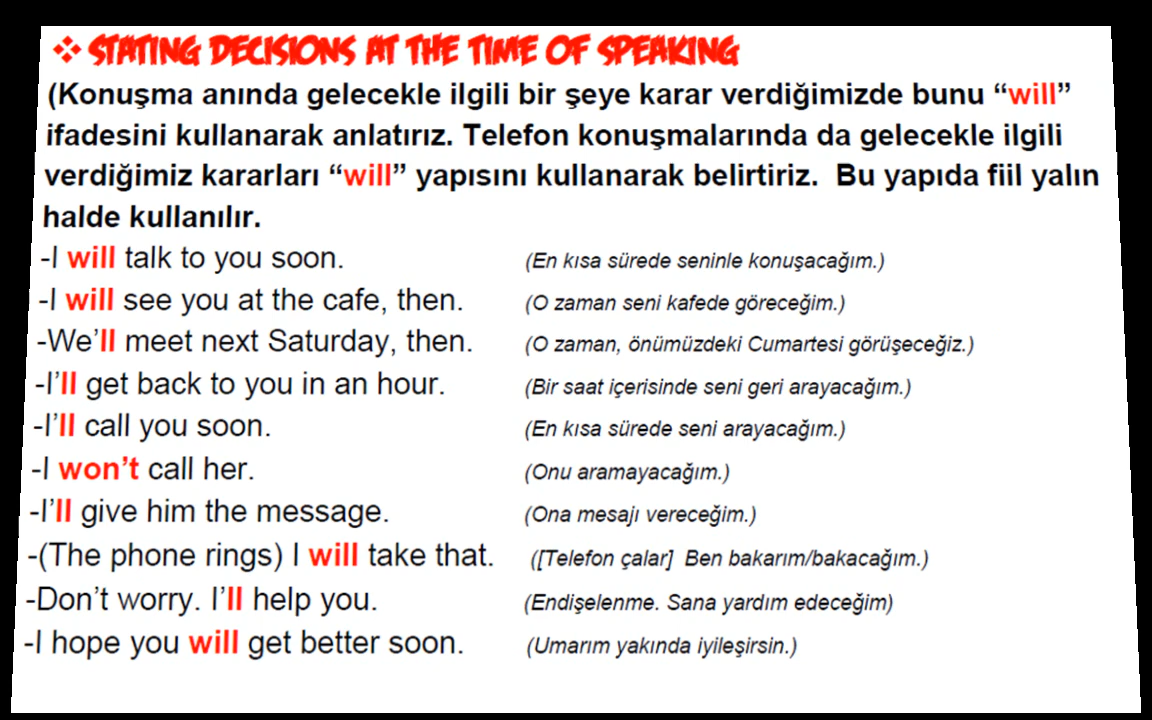 ❖ STATING DECISIONS AT THE TIME OF SPEAKING
(Konuşma anında gelecekle ilgili bir şeye karar verdiğimizde bunu “will”
ifadesini kullanarak anlatırız. Telefon konuşmalarında da gelecekle ilgili
verdiğimiz kararları “will” yapısını kullanarak belirtiriz. Bu yapıda fiil yalın
halde kullanılır.
-I will talk to you soon. (En kısa sürede seninle konuşacağım.)
-I will see you at the cafe, then. (O zaman seni kafede göreceğim.)
-We’ll meet next Saturday, then. (O zaman, önümüzdeki Cumartesi görüşeceğiz.)
-I’ll get back to you in an hour. (Bir saat içerisinde seni geri arayacağım.)
-I’ll call you soon. (En kısa sürede seni arayacağım.)
-I won’t call her. (Onu aramayacağım.)
-I’ll give him the message. (Ona mesajı vereceğim.)
-(The phone rings) I will take that. ([Telefon çalar] Ben bakarım/bakacağım.)
-Don’t worry. I’ll help you. (Endişelenme. Sana yardım edeceğim)
-I hope you will get better soon. (Umarım yakında iyileşirsin.)